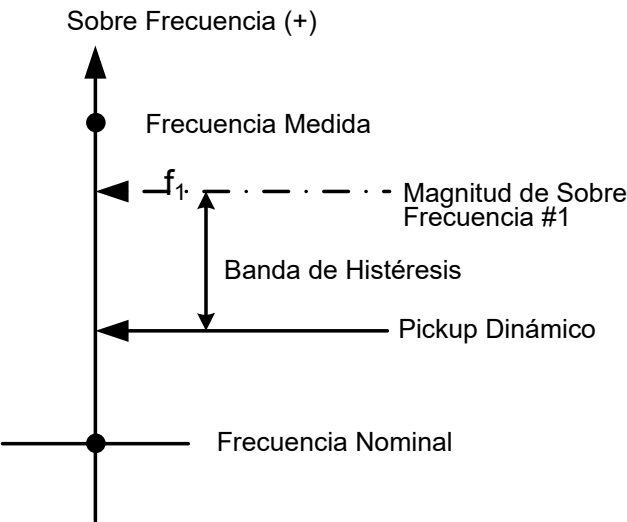 Sobre Frecuencia (+)
Frecuencia Medida
f₁
Magnitud de Sobre
Frecuencia #1
Banda de Histéresis
Pickup Dinámico
Frecuencia Nominal